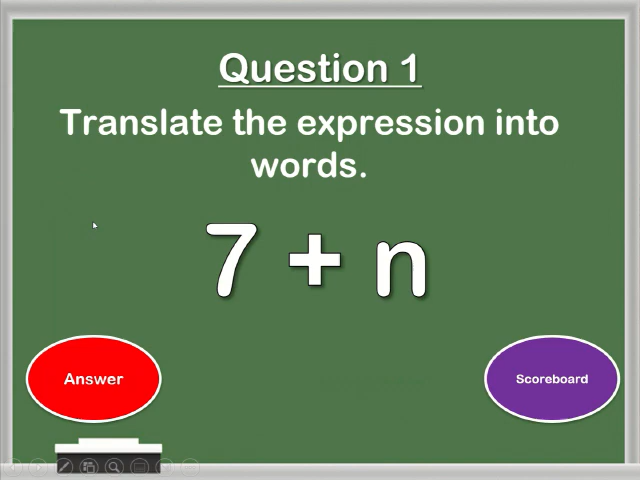 Question 1
Translate the expression into
words.
7 + n
Answer
Scoreboard